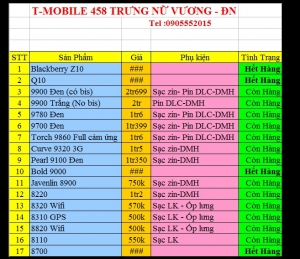 T-MOBILE 458 TRƯNG NỮ VƯƠNG - ĐN
Tel :0905552015
STT Sản Phẩm Giá Phụ kiện Tình Trạng
1 Blackberry Z10 ### Hết Hàng
2 Q10 ### Hết Hàng
3 9900 Đen (có bis) 2tr699 Sạc zin- Pin DLC-DMH Còn Hàng
4 9900 Trắng (No bis) 2tr Pin DLC-DMH Còn Hàng
5 9780 Đen 1tr6 Sạc zin- Pin DLC-DMH Còn Hàng
6 9700 Đen 1tr399 Sạc zin- Pin DLC-DMH Còn Hàng
7 Torch 9860 Full cảm ứng 1tr6 Sạc zin- Pin DLC-DMH Còn Hàng
8 Curve 9320 3G 1tr5 Sạc zin-DMH Còn Hàng
9 Pearl 9100 Đen 1tr350 Sạc zin-DMH Còn Hàng
10 Bold 9000 ### Hết Hàng
11 Javenlin 8900 750k Sạc zin-DMH Còn Hàng
12 8220 1tr2 Sạc zin-DMH Còn Hàng
13 8320 Wifi 570k Sạc LK - Ốp lưng Còn Hàng
14 8310 GPS 500k Sạc LK - Ốp lưng Còn Hàng
15 8820 Wifi 500k Sạc LK - Ốp lưng Còn Hàng
16 8110 550k Sạc LK Còn Hàng
17 8700 ### Hết Hàng